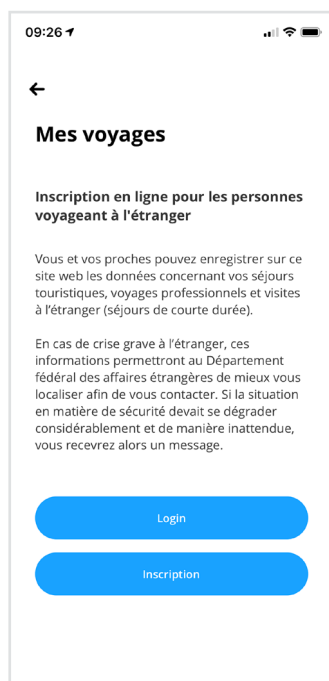 09:26
Mes voyages
Inscription en ligne pour les personnes
voyageant à l'étranger
Vous et vos proches pouvez enregistrer sur ce
site web les données concernant vos séjours
touristiques, voyages professionnels et visites
à l'étranger (séjours de courte durée).
En cas de crise grave à l'étranger, ces
informations permettront au Département
fédéral des affaires étrangères de mieux vous
localiser afin de vous contacter. Si la situation
en matière de sécurité devait se dégrader
considérablement et de manière inattendue,
vous recevrez alors un message.
Login
Inscription